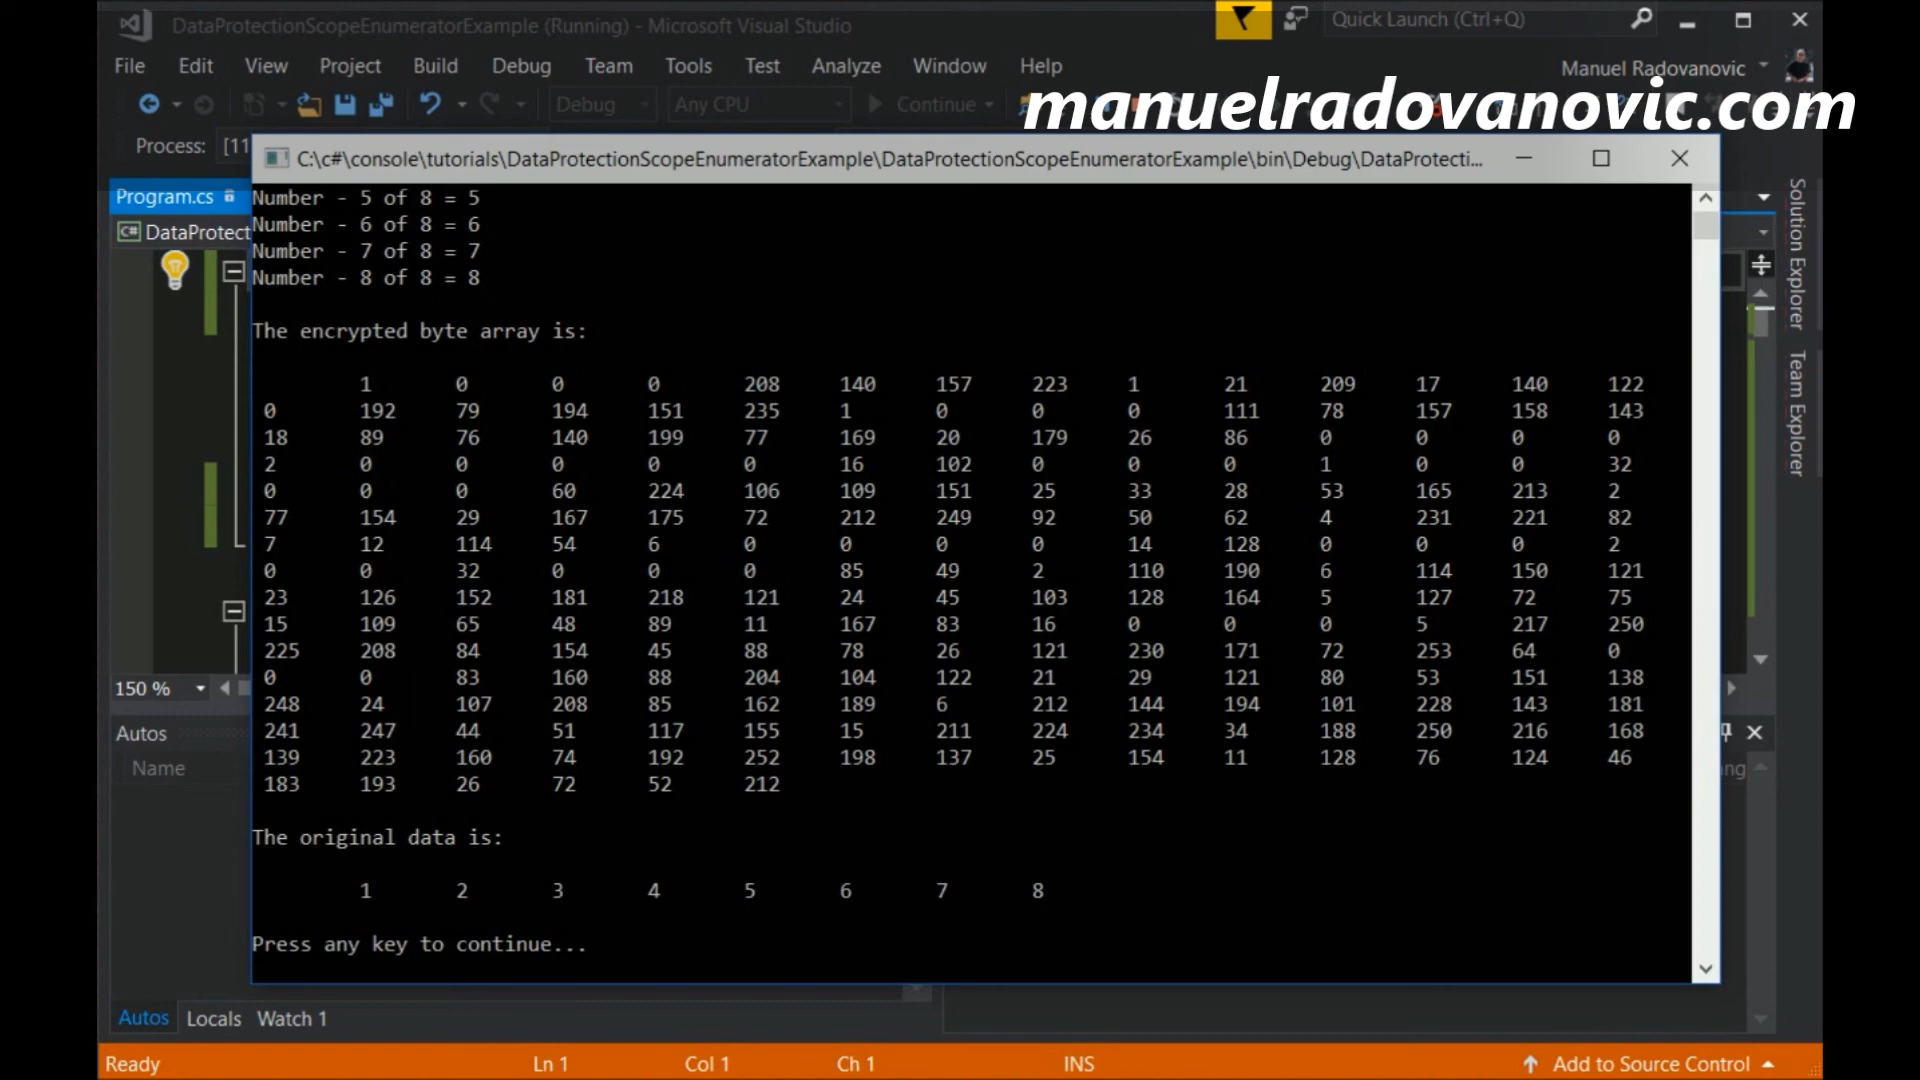 DataProtectionScopeEnumeratorExample (Running) - Microsoft Visual Studio
Quick Launch (Ctrl+Q)
File Edit View Project Build Debug Team Tools Test Analyze Window Help
Manuel Radovanovic
Debug Any CPU Continue
manuelradovanovic.com
Process: [11
C:\c#\console\tutorials\DataProtectionScopeEnumeratorExample\DataProtectionScopeEnumeratorExample\bin\Debug\DataProtecti...
Program.cs
DataProtect
Solution Explorer
Team Explorer
Number - 5 of 8 = 5
Number - 6 of 8 = 6
Number - 7 of 8 = 7
Number - 8 of 8 = 8
The encrypted byte array is:
1 0 0 0 208 140 157 223 1 21 209 17 140 122
0 192 79 194 151 235 1 0 0 0 111 78 157 158 143
18 89 76 140 199 77 169 20 179 26 86 0 0 0 0
2 0 0 0 0 0 16 102 0 0 0 1 0 0 32
0 0 0 60 224 106 109 151 25 33 28 53 165 213 2
77 154 29 167 175 72 212 249 92 50 62 4 231 221 82
7 12 114 54 6 0 0 0 0 14 128 0 0 0 2
0 0 32 0 0 0 85 49 2 110 190 6 114 150 121
23 126 152 181 218 121 24 45 103 128 164 5 127 72 75
15 109 65 48 89 11 167 83 16 0 0 0 5 217 250
225 208 84 154 45 88 78 26 121 230 171 72 253 64 0
0 0 83 160 88 204 104 122 21 29 121 80 53 151 138
248 24 107 208 85 162 189 6 212 144 194 101 228 143 181
241 247 44 51 117 155 15 211 224 234 34 188 250 216 168
139 223 160 74 192 252 198 137 25 154 11 128 76 124 46
183 193 26 72 52 212
The original data is:
1 2 3 4 5 6 7 8
Press any key to continue...
150 %
Autos
Name
ng
Autos Locals Watch 1
Ready Ln 1 Col 1 Ch 1 INS Add to Source Control